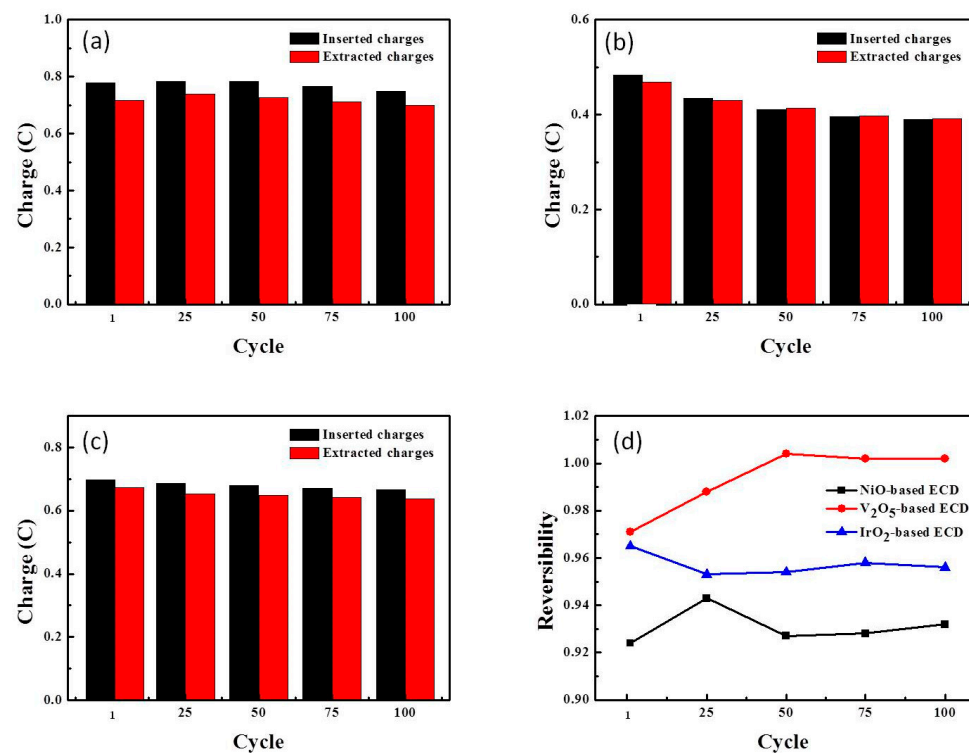 (a)
Inserted charges
Extracted charges
1.0
0.8
0.6
0.4
0.2
0.0
Charge (C)
1 25 50 75 100
Cycle
(b)
Inserted charges
Extracted charges
0.6
0.4
0.2
0.0
Charge (C)
1 25 50 75 100
Cycle
(c)
Inserted charges
Extracted charges
0.8
0.6
0.4
0.2
0.0
Charge (C)
1 25 50 75 100
Cycle
(d)
1.02
1.00
0.98
0.96
0.94
0.92
0.90
Reversibility
NiO-based ECD
V₂O₅-based ECD
IrO₂-based ECD
1 25 50 75 100
Cycle